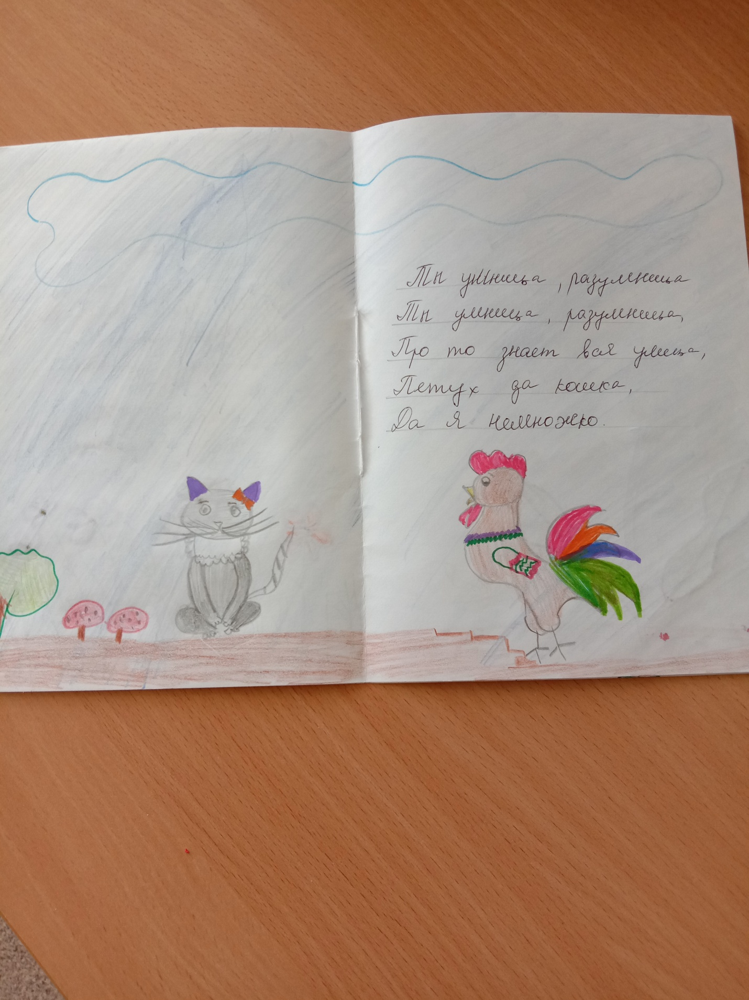 Ты умница, разумница
Ты умница, разумница,
Про то знает вся улица,
Петух да кошка,
Да я немножко.